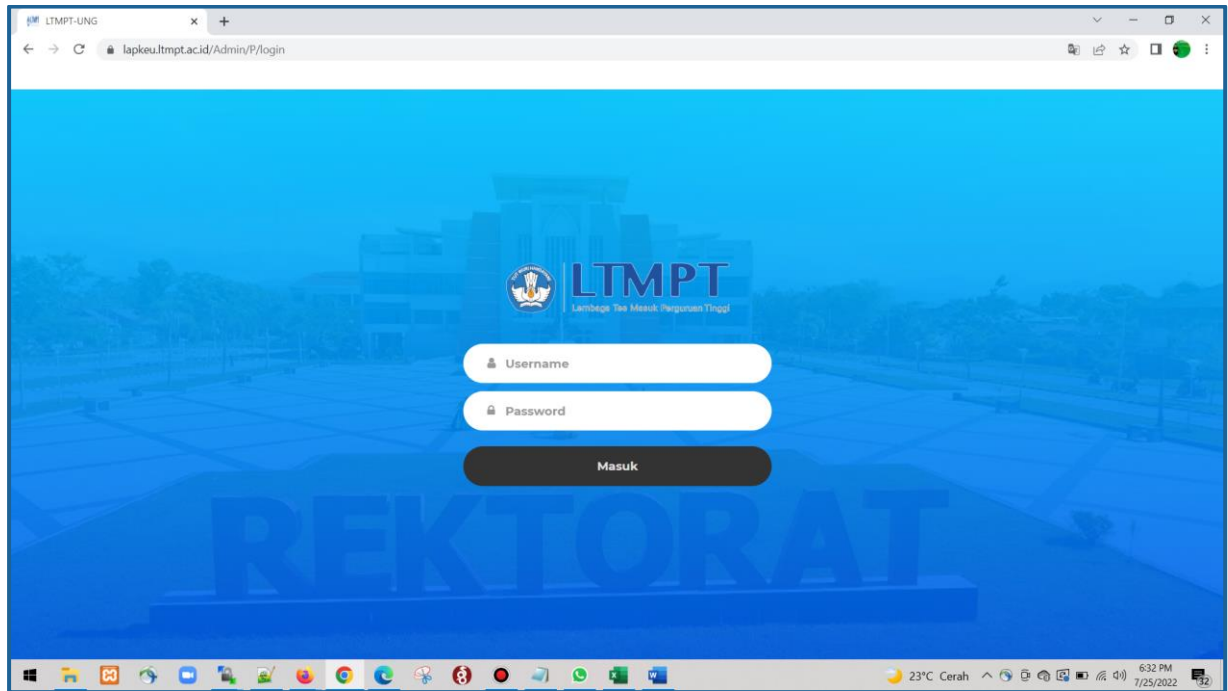 LTMPT-UNG
lapkeu.ltmpt.ac.id/Admin/P/login
LTMPT
Lembaga Tes Masuk Perguruan Tinggi
Username
Password
Masuk
REKTORAT
23°C Cerah
6:32 PM
7/25/2022
32